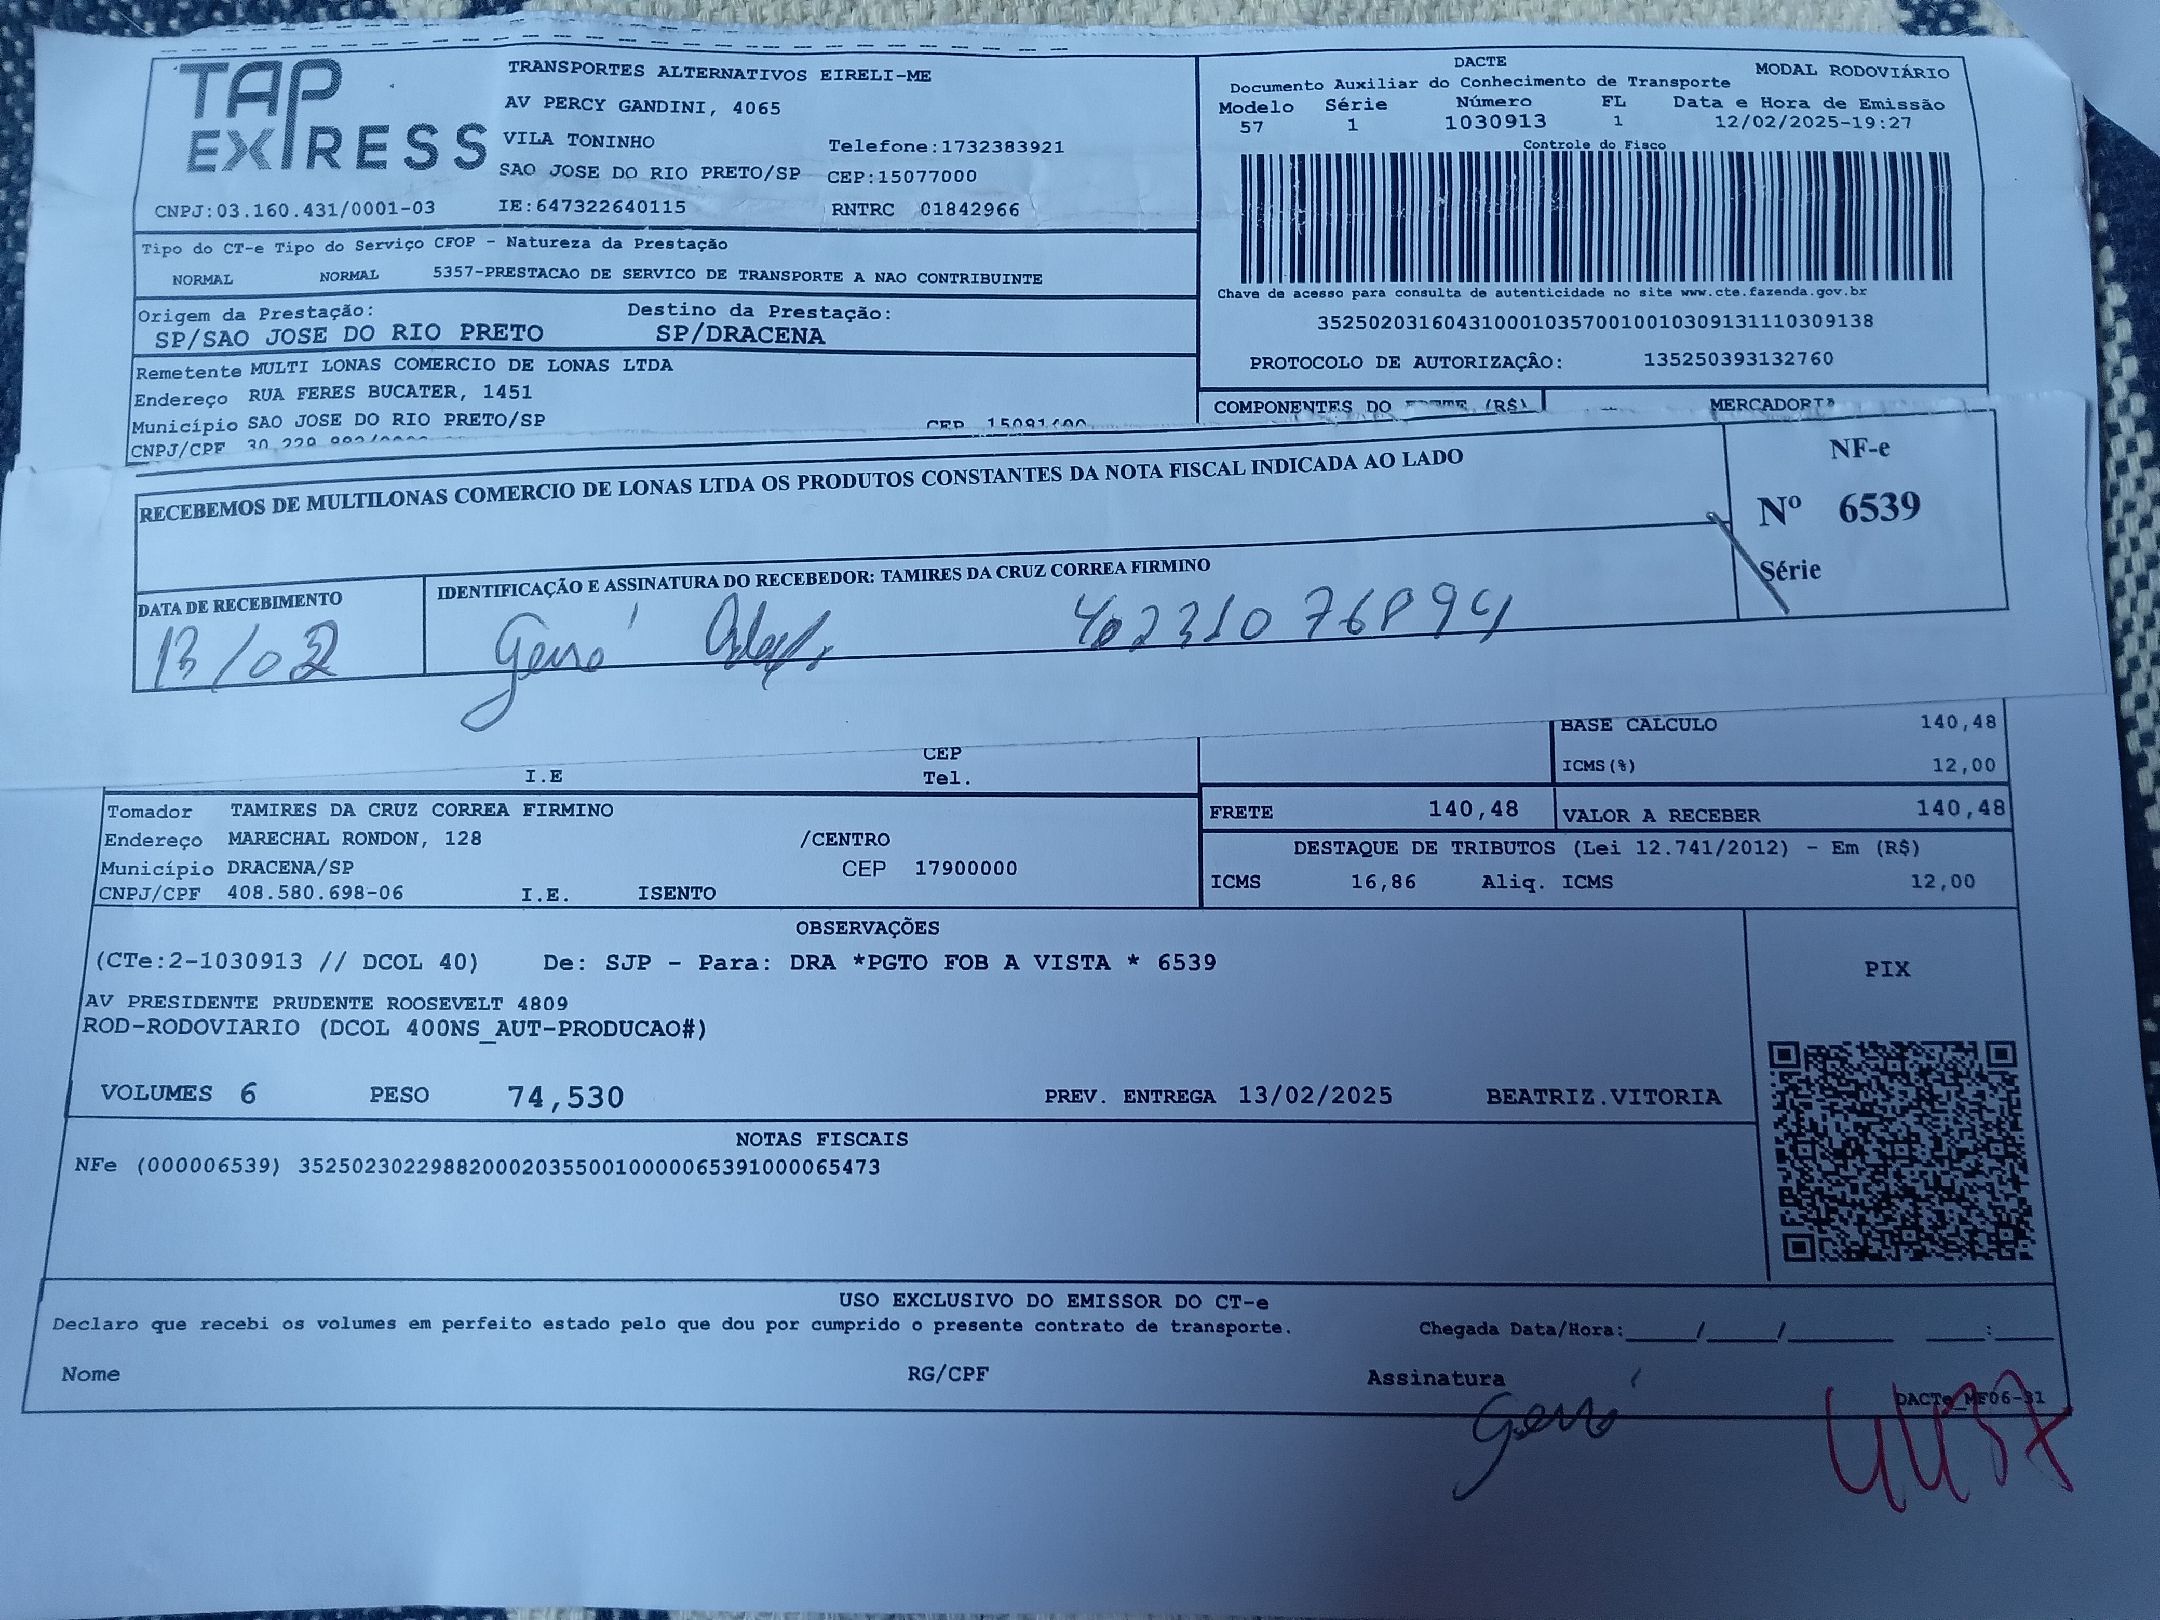 TAP EXPRESS
TRANSPORTES ALTERNATIVOS EIRELI-ME
AV PERCY GANDINI, 4065
VILA TONINHO Telefone:1732383921
SAO JOSE DO RIO PRETO/SP CEP:15077000
CNPJ:03.160.431/0001-03 IE:647322640115 RNTRC 01842966
DACTE
Documento Auxiliar do Conhecimento de Transporte MODAL RODOVIÁRIO
Modelo Série Número FL Data e Hora de Emissão
57 1 1030913 1 12/02/2025-19:27
Controle do Fisco
Chave de acesso para consulta de autenticidade no site www.cte.fazenda.gov.br
35250203160431000103570010010309131110309138
PROTOCOLO DE AUTORIZAÇÂO: 135250393132760
Tipo do CT-e Tipo do Serviço CFOP - Natureza da Prestação
NORMAL NORMAL 5357-PRESTACAO DE SERVICO DE TRANSPORTE A NAO CONTRIBUINTE
Origem da Prestação: Destino da Prestação:
SP/SAO JOSE DO RIO PRETO SP/DRACENA
Remetente MULTI LONAS COMERCIO DE LONAS LTDA
Endereço RUA FERES BUCATER, 1451
Município SAO JOSE DO RIO PRETO/SP CEP
CNPJ/CPF
COMPONENTES DO (R$) MERCADORIA
RECEBEMOS DE MULTILONAS COMERCIO DE LONAS LTDA OS PRODUTOS CONSTANTES DA NOTA FISCAL INDICADA AO LADO
NF-e
Nº 6539
Série
DATA DE RECEBIMENTO
13/02
IDENTIFICAÇÃO E ASSINATURA DO RECEBEDOR: TAMIRES DA CRUZ CORREA FIRMINO
BASE CALCULO 140,48
ICMS(%) 12,00
CEP
I.E Tel.
Tomador TAMIRES DA CRUZ CORREA FIRMINO
Endereço MARECHAL RONDON, 128 /CENTRO
Município DRACENA/SP CEP 17900000
CNPJ/CPF 408.580.698-06 I.E. ISENTO
FRETE 140,48 VALOR A RECEBER 140,48
DESTAQUE DE TRIBUTOS (Lei 12.741/2012) - Em (R$)
ICMS 16,86 Aliq. ICMS 12,00
OBSERVAÇÕES
(CTe:2-1030913 // DCOL 40) De: SJP - Para: DRA *PGTO FOB A VISTA * 6539
AV PRESIDENTE PRUDENTE ROOSEVELT 4809
ROD-RODOVIARIO (DCOL 400NS_AUT-PRODUCAO#)
VOLUMES 6 PESO 74,530 PREV. ENTREGA 13/02/2025 BEATRIZ.VITORIA
PIX
NOTAS FISCAIS
NFe (000006539) 35250230229882000203550010000065391000065473
USO EXCLUSIVO DO EMISSOR DO CT-e
Declaro que recebi os volumes em perfeito estado pelo que dou por cumprido o presente contrato de transporte. Chegada Data/Hora:____/____/______ ___:___
Nome RG/CPF Assinatura
DACTe_MF06-31